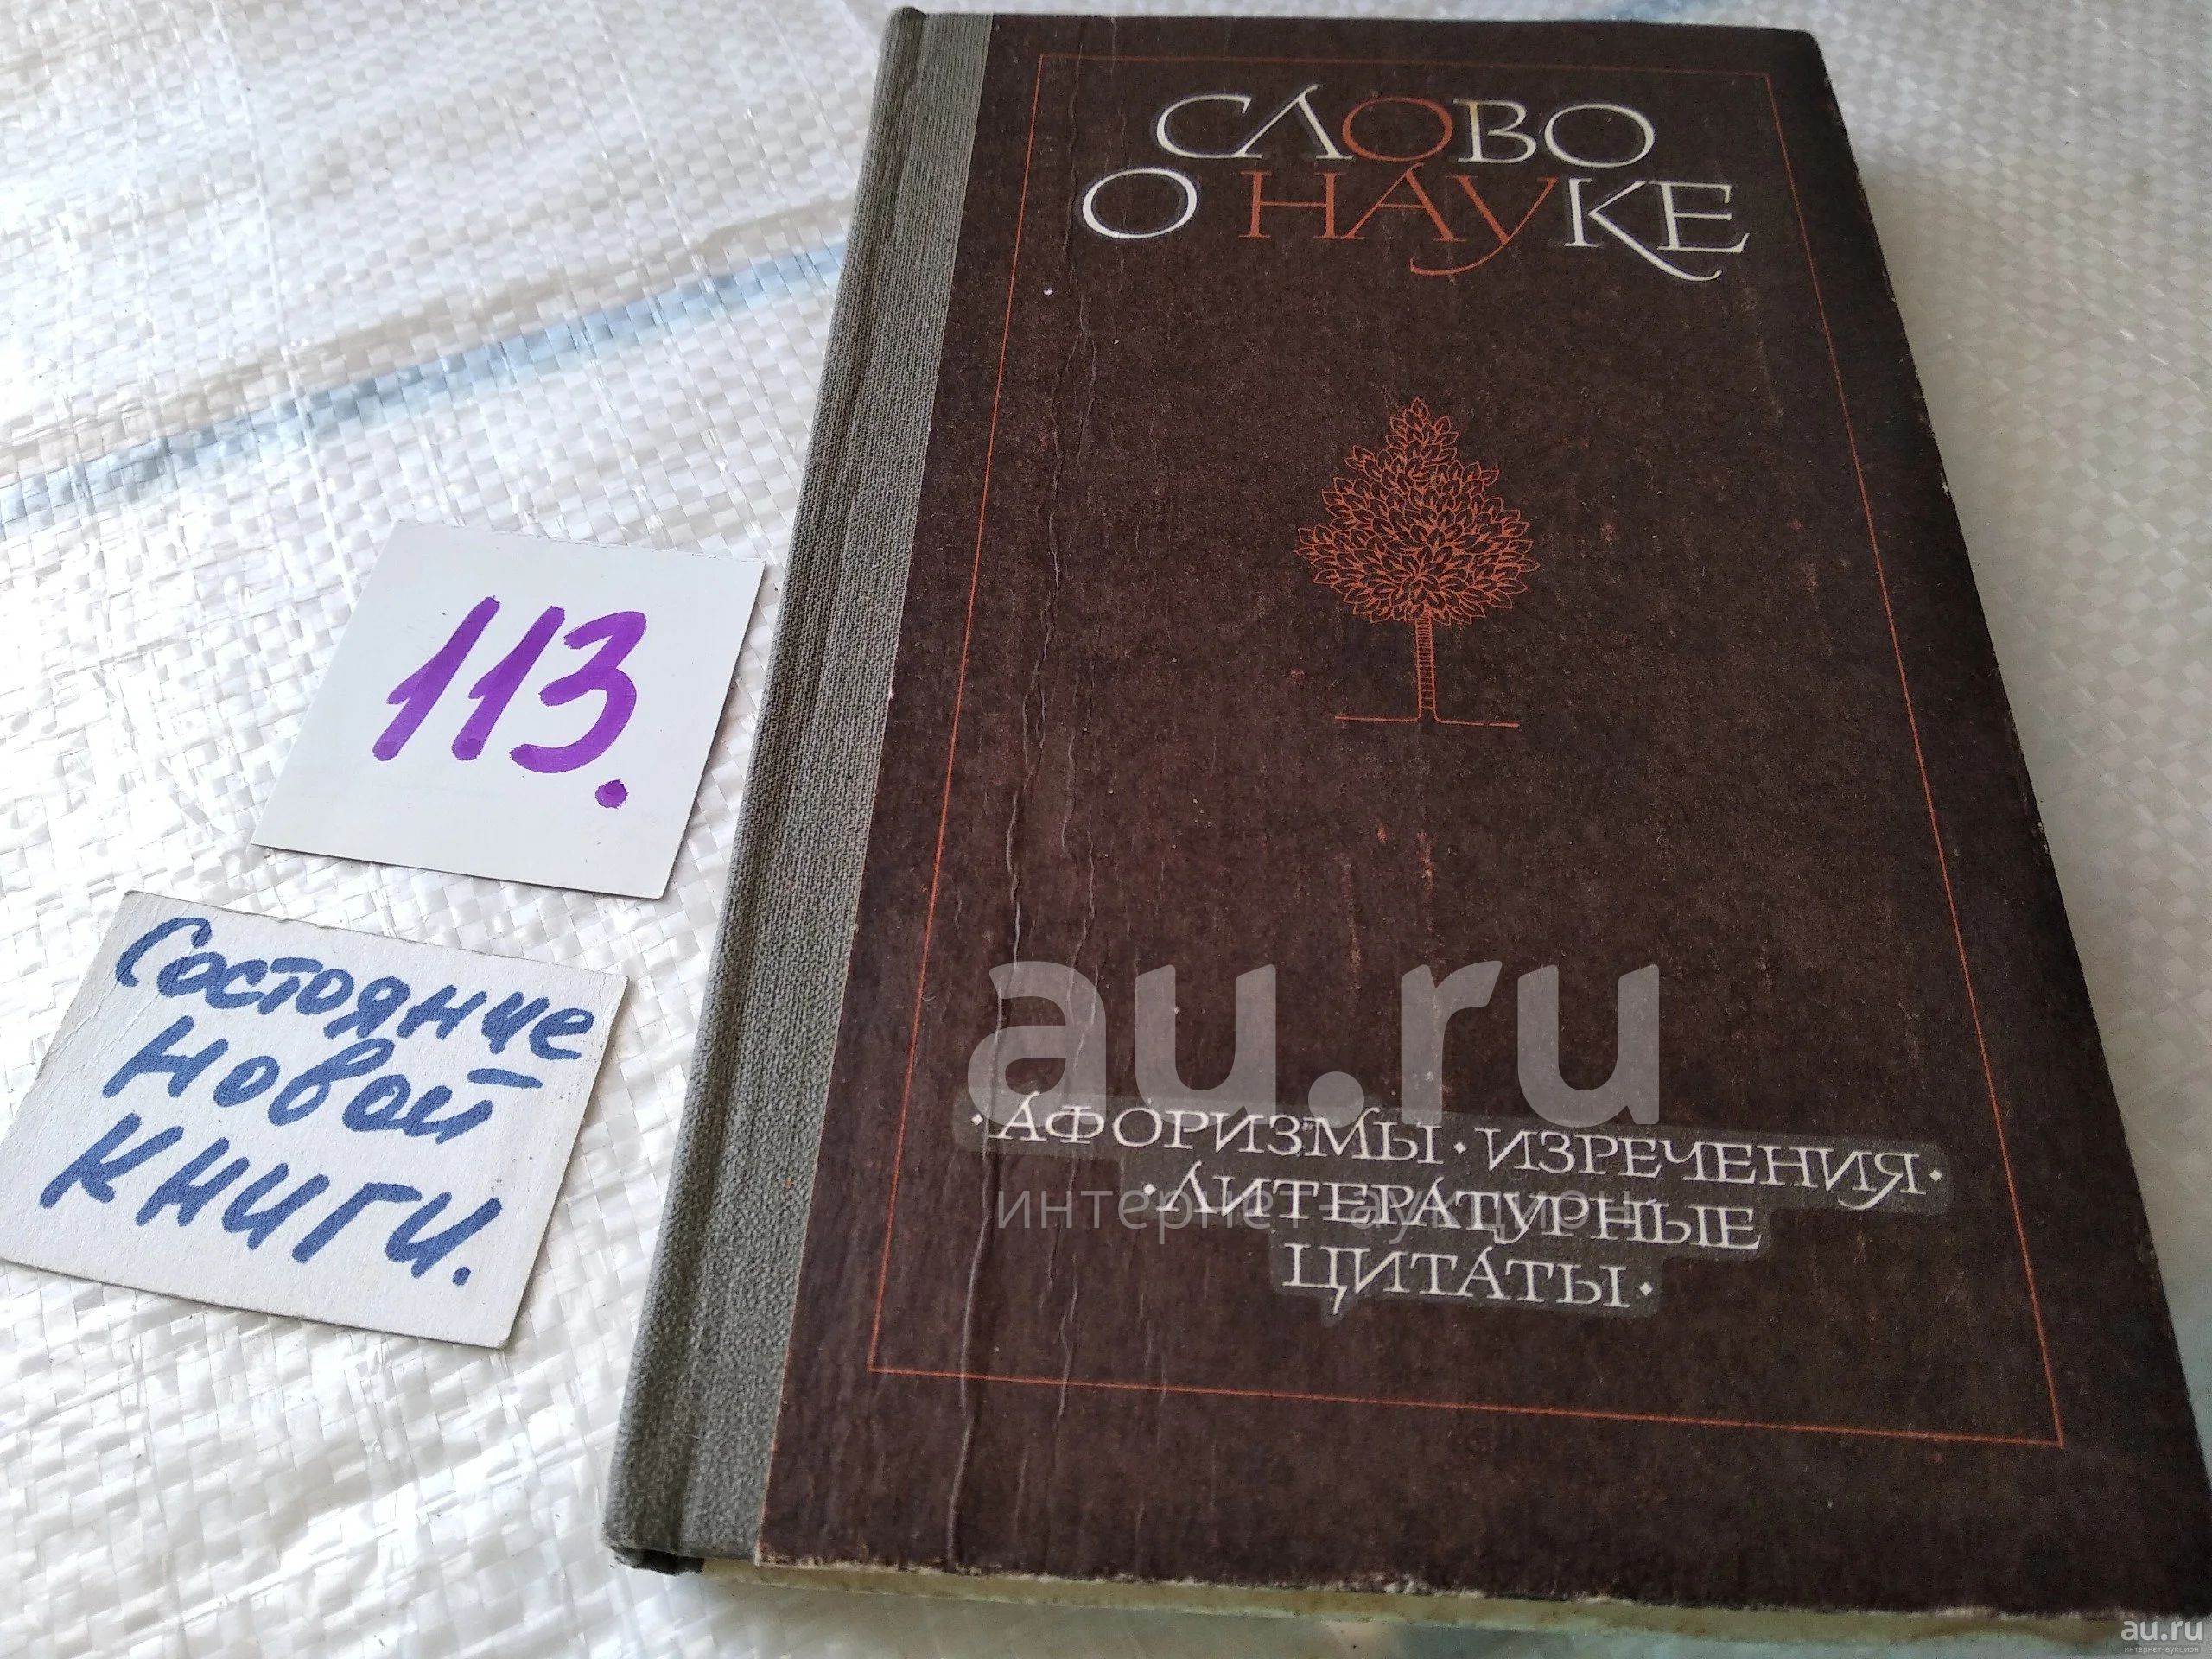 СЛОВО
О НАУКЕ
113.
Состояние
новой
книги.
au.ru
·АФОРИЗМЫ·ИЗРЕЧЕНИЯ·
интернет-аукцион
·ЛИТЕРАТУРНЫЕ
ЦИТАТЫ·
au.ru
интернет-аукцион